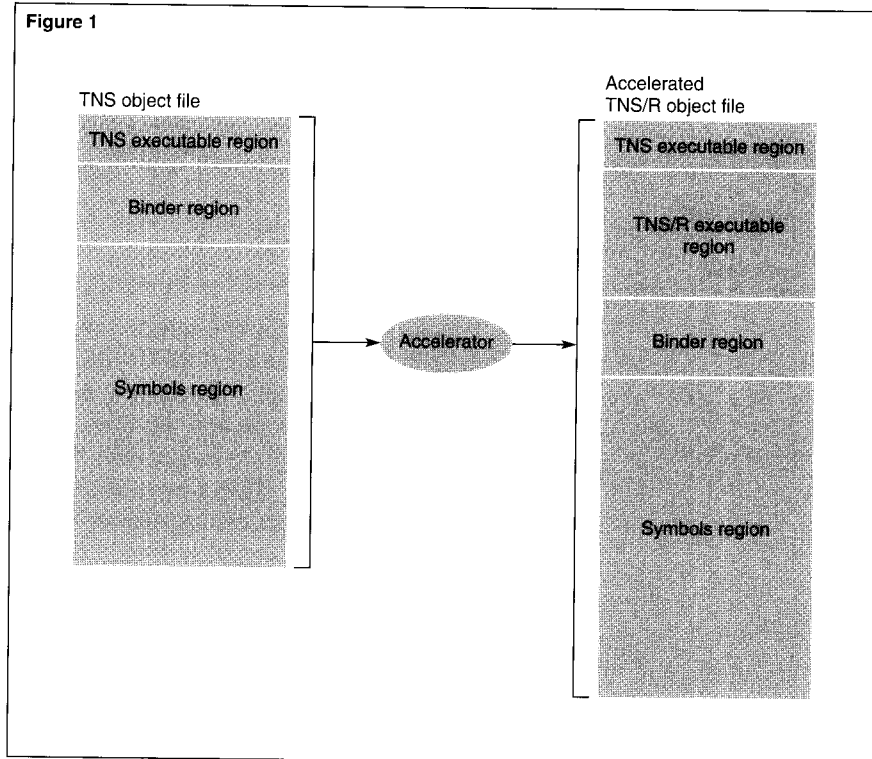 Figure 1
TNS object file
TNS executable region
Binder region
Symbols region
Accelerator
Accelerated
TNS/R object file
TNS executable region
TNS/R executable
region
Binder region
Symbols region